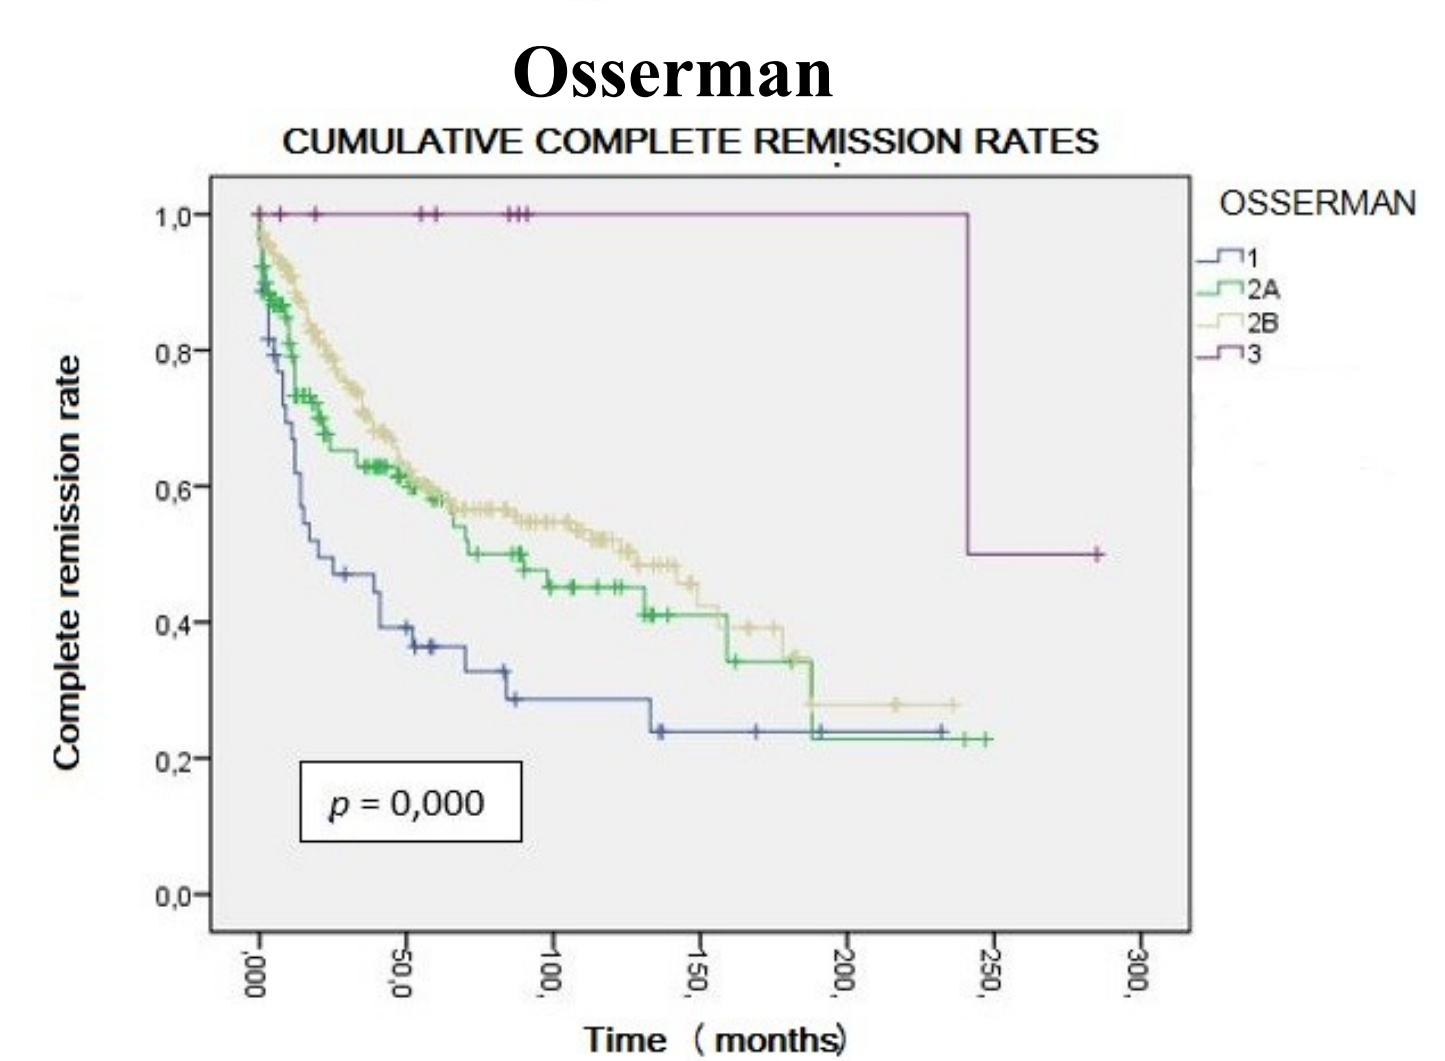 Osserman
CUMULATIVE COMPLETE REMISSION RATES
OSSERMAN
1
2A
2B
3
1,0
0,8
0,6
0,4
0,2
0,0
Complete remission rate
p = 0,000
,000
50,0
100,
150,
200,
250,
300,
Time ( months)